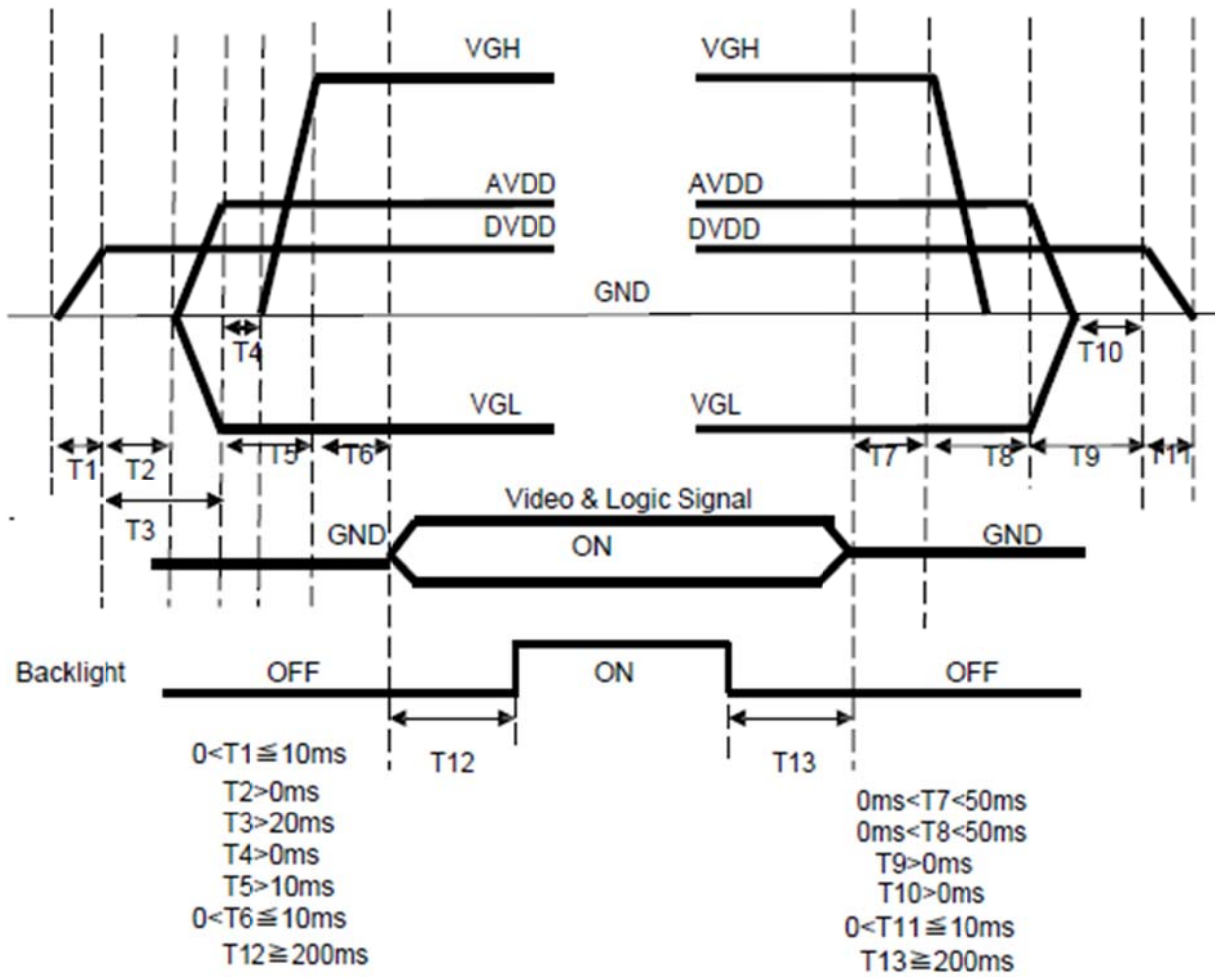 VGH VGH
AVDD AVDD
DVDD DVDD
GND
T4 T10
VGL VGL
T1 T2 T5 T6 T7 T8 T9 T11
Video & Logic Signal
T3
GND ON GND
Backlight OFF ON OFF
T12 T13
0<T1≦10ms
T2>0ms
T3>20ms
T4>0ms
T5>10ms
0<T6≦10ms
T12≧200ms
0ms<T7<50ms
0ms<T8<50ms
T9>0ms
T10>0ms
0<T11≦10ms
T13≧200ms